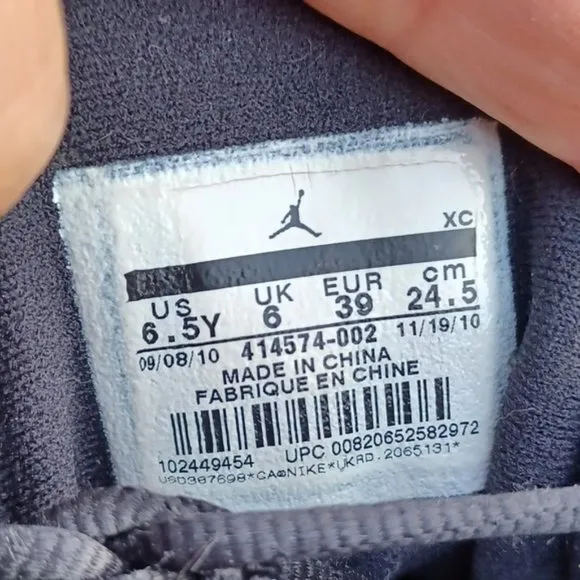 XC
US UK EUR cm
6.5Y 6 39 24.5
09/08/10 414574-002 11/19/10
MADE IN CHINA
FABRIQUE EN CHINE
102449454 UPC 00820652582972
USD387698*CA©NIKE*UKRD.2065131*